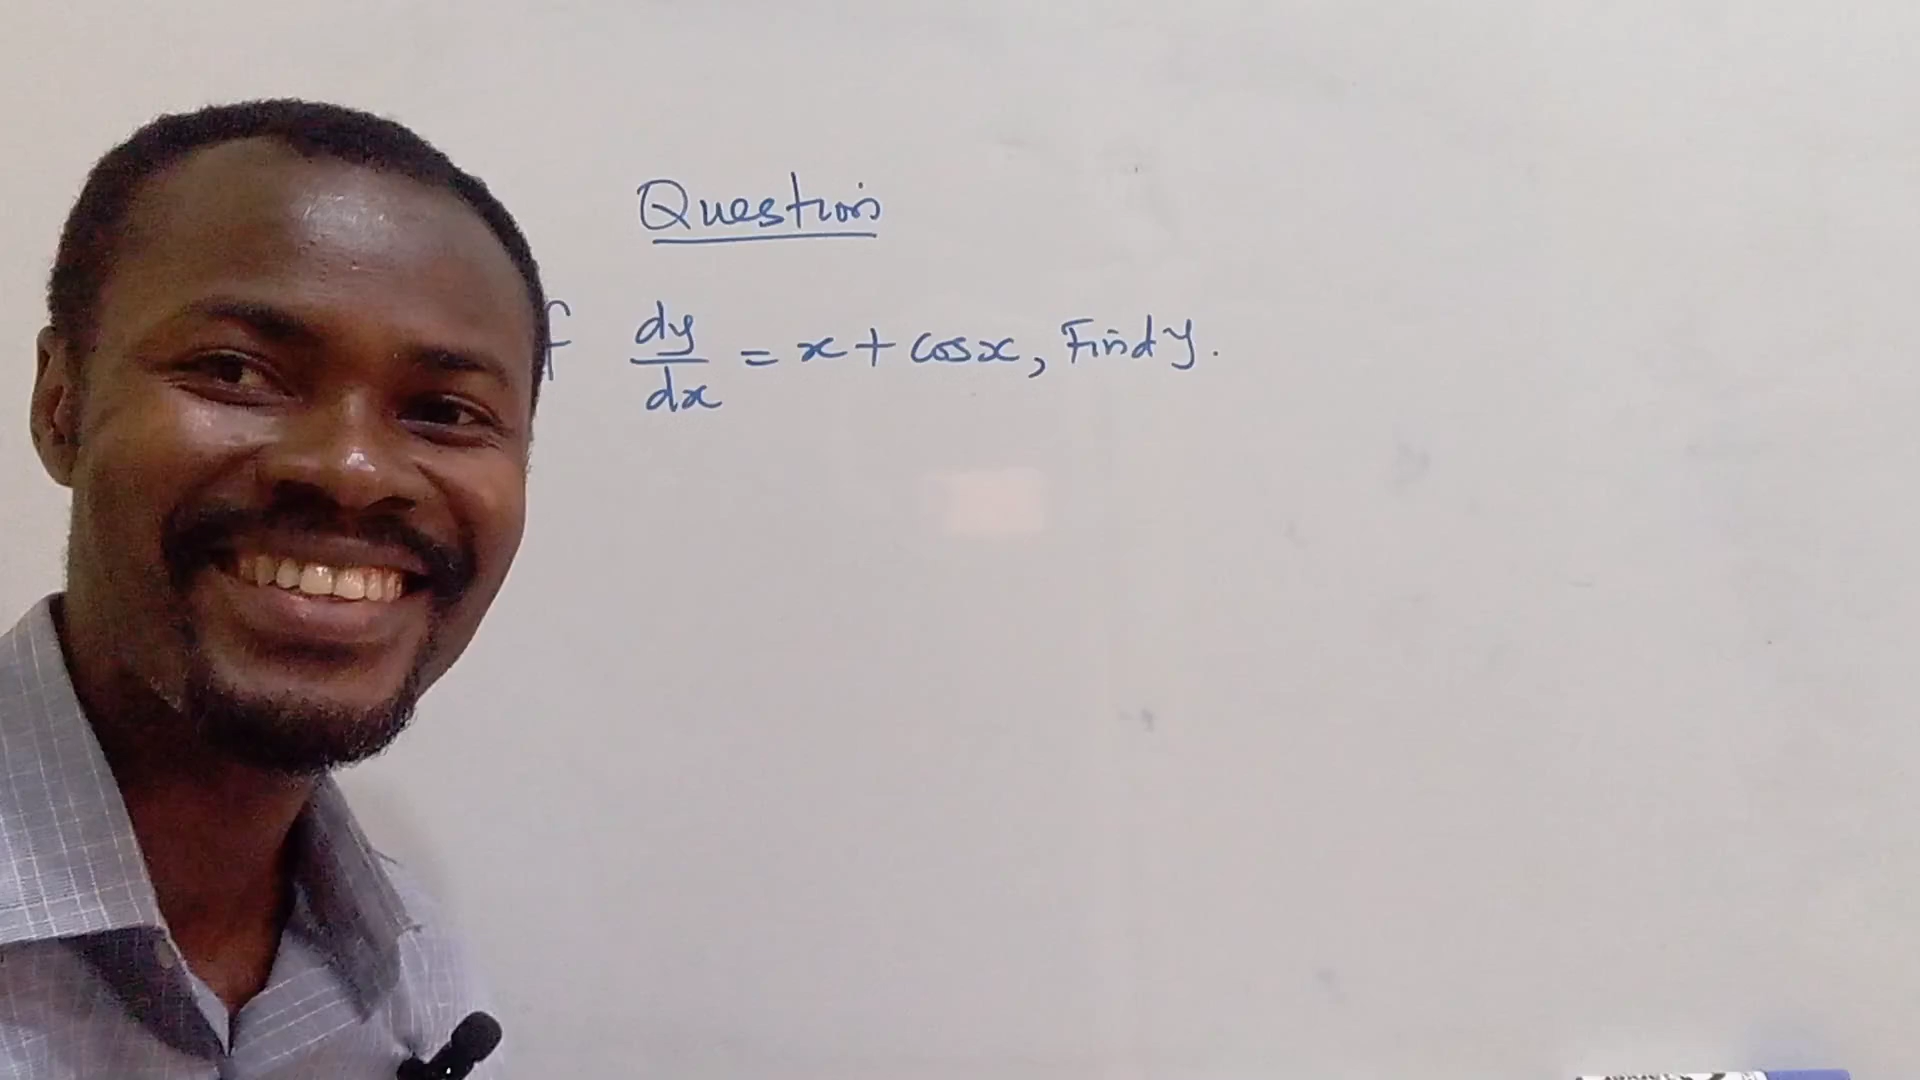 Question
f dy/dx = x + cosx, Find y.